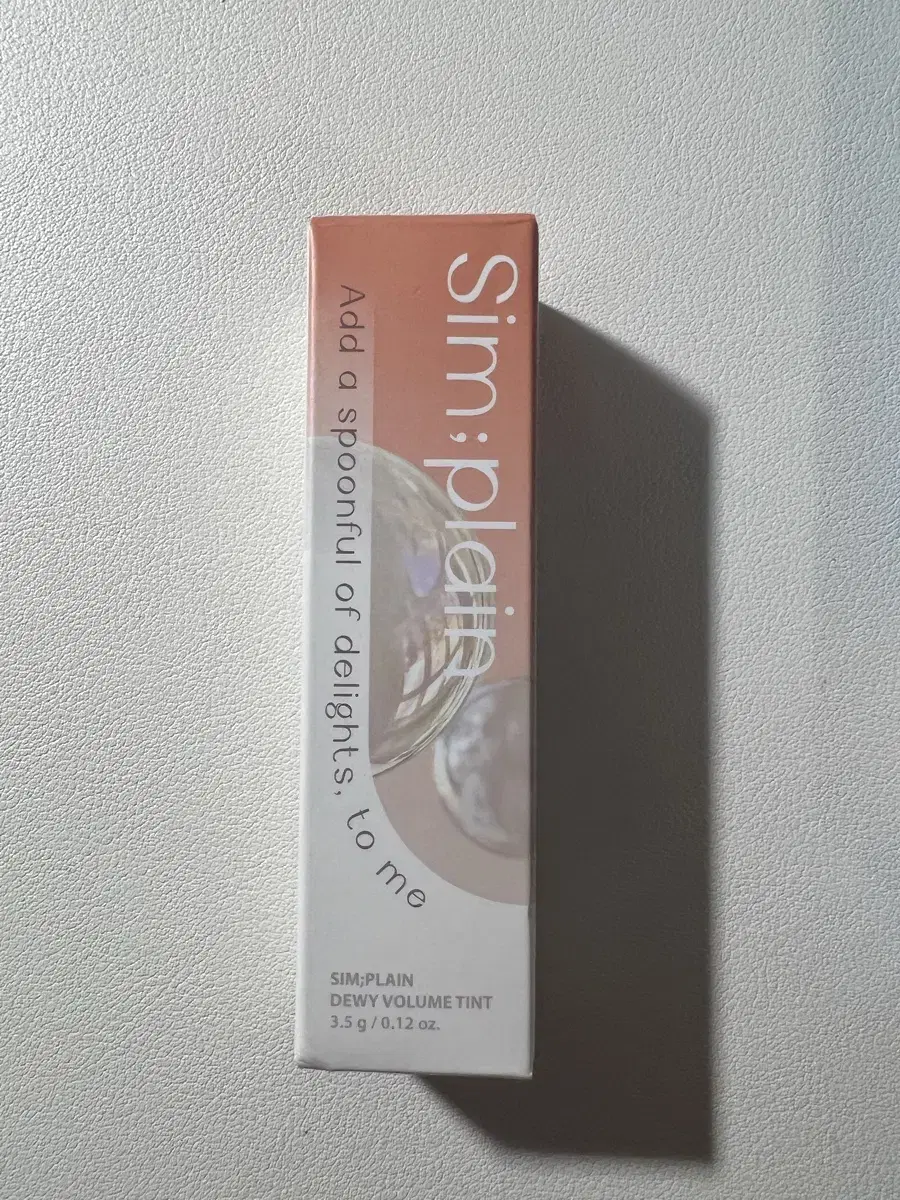 Sim;plain
Add a spoonful of delights, to me
SIM;PLAIN
DEWY VOLUME TINT
3.5 g / 0.12 oz.